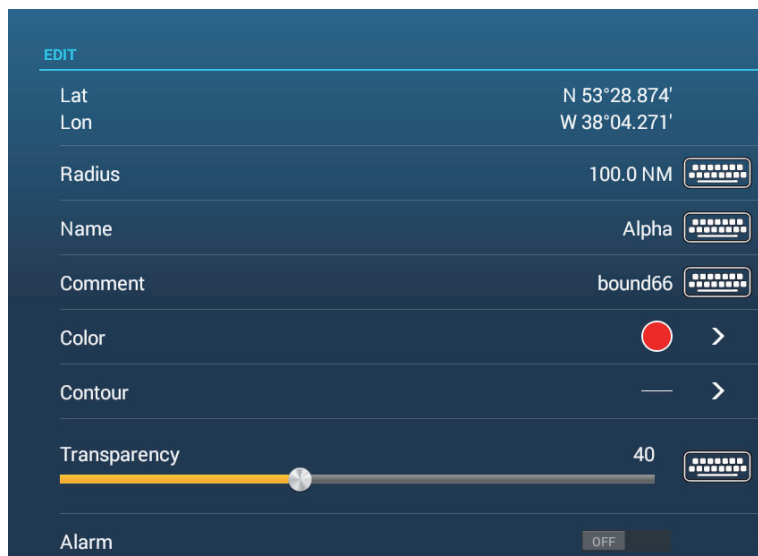 EDIT
Lat N 53°28.874'
Lon W 38°04.271'
Radius 100.0 NM
Name Alpha
Comment bound66
Color
Contour
Transparency 40
Alarm OFF